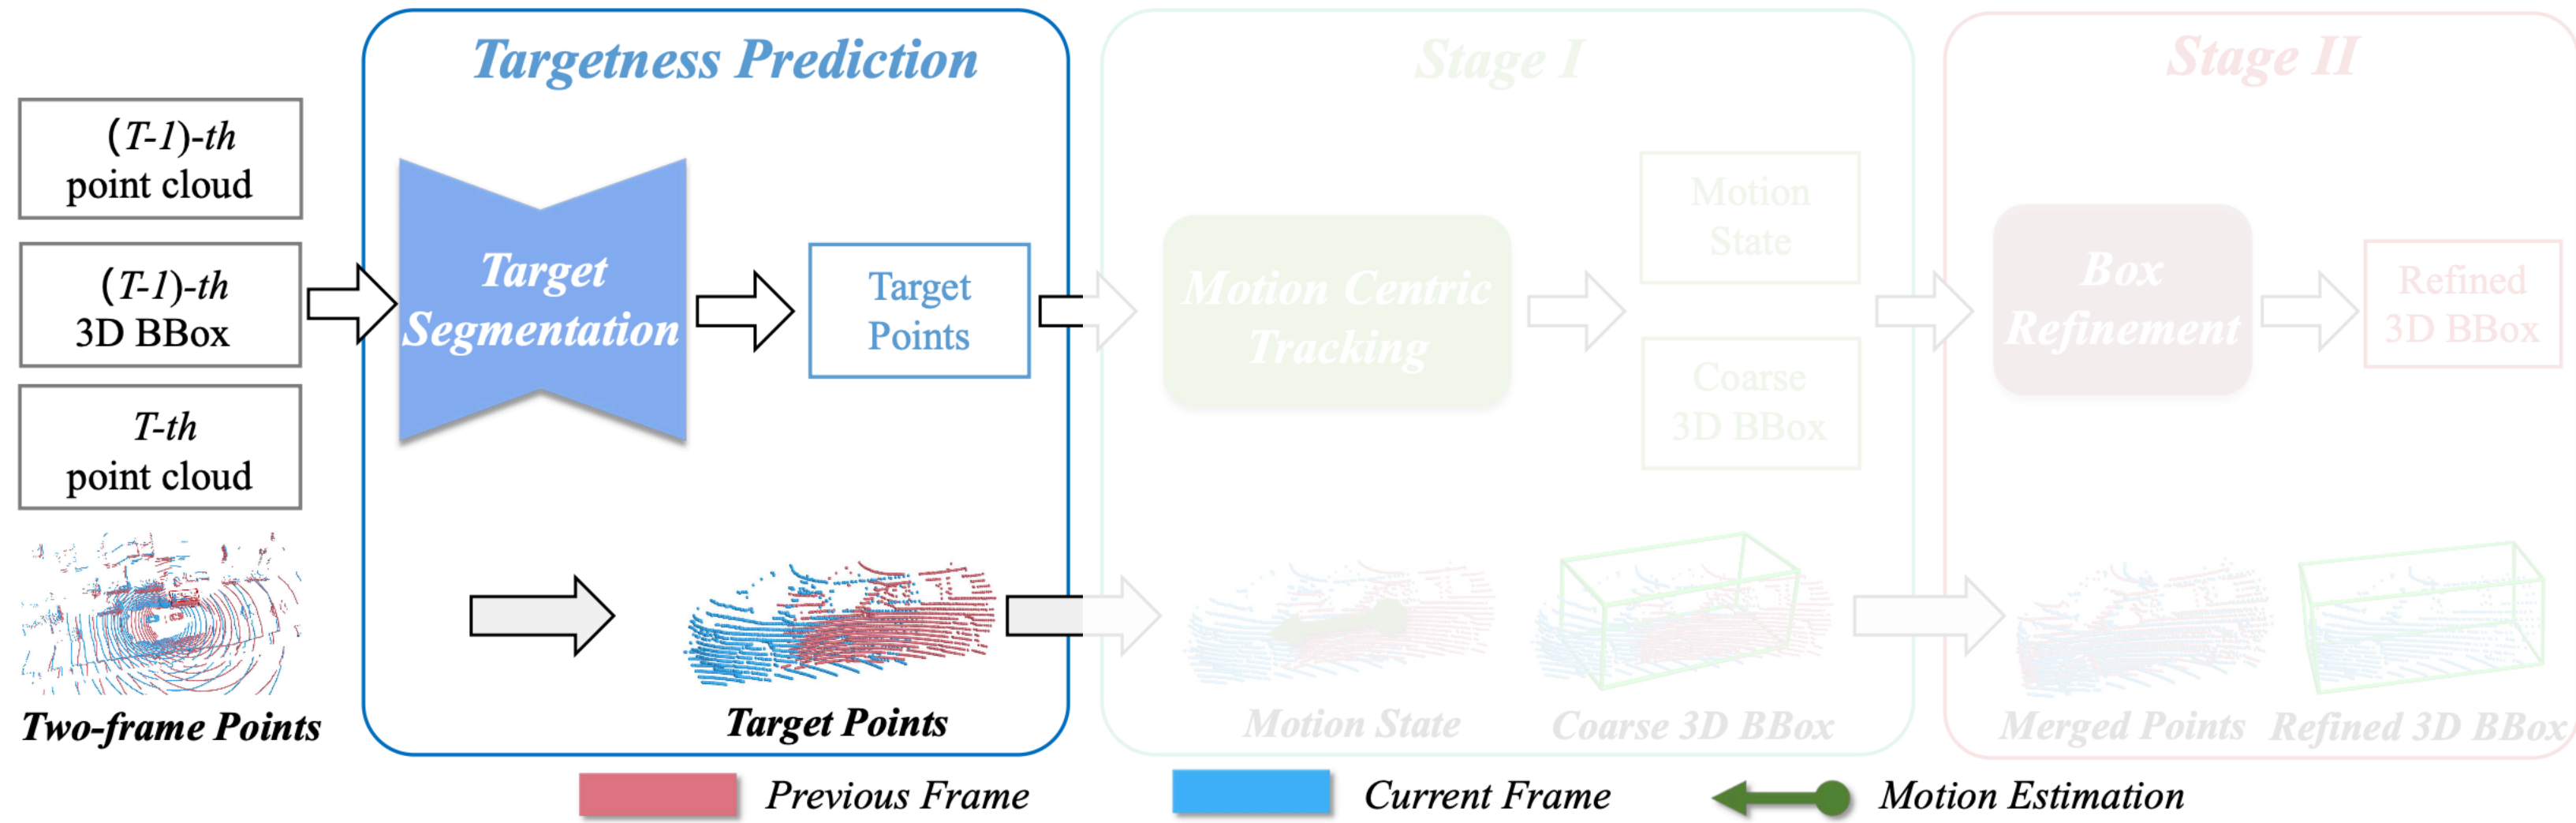 Targetness Prediction
Stage I
Stage II
(T-1)-th
point cloud
(T-1)-th
3D BBox
T-th
point cloud
Target
Segmentation
Target
Points
Motion Centric
Tracking
Motion
State
Coarse
3D BBox
Box
Refinement
Refined
3D BBox
Two-frame Points
Target Points
Motion State
Coarse 3D BBox
Merged Points
Refined 3D BBox
Previous Frame
Current Frame
Motion Estimation